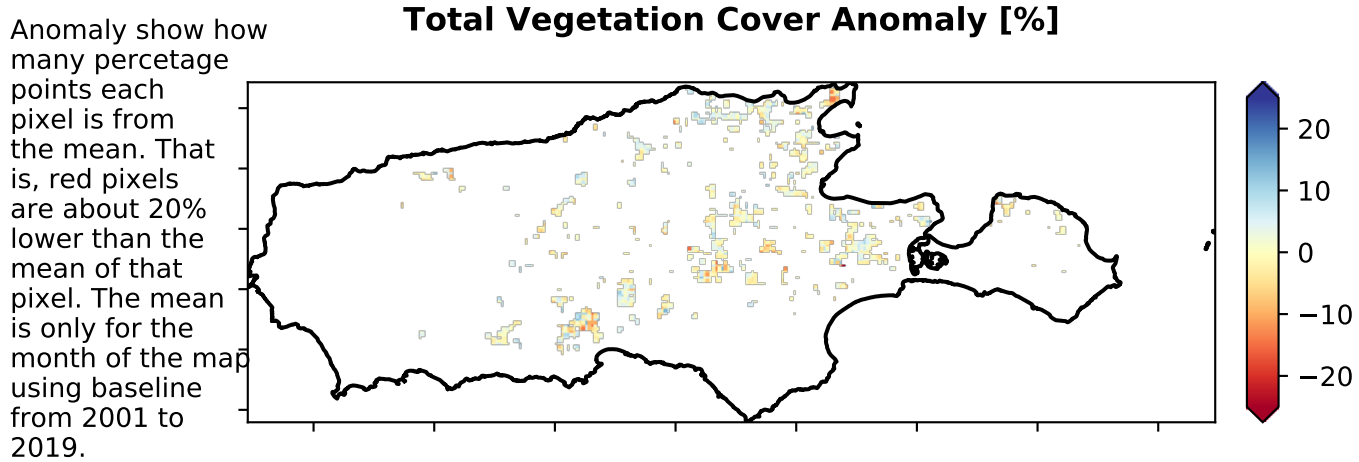 Total Vegetation Cover Anomaly [%]
Anomaly show how
many percetage
points each
pixel is from
the mean. That
is, red pixels
are about 20%
lower than the
mean of that
pixel. The mean
is only for the
month of the map
using baseline
from 2001 to
2019.
20
10
0
−10
−20